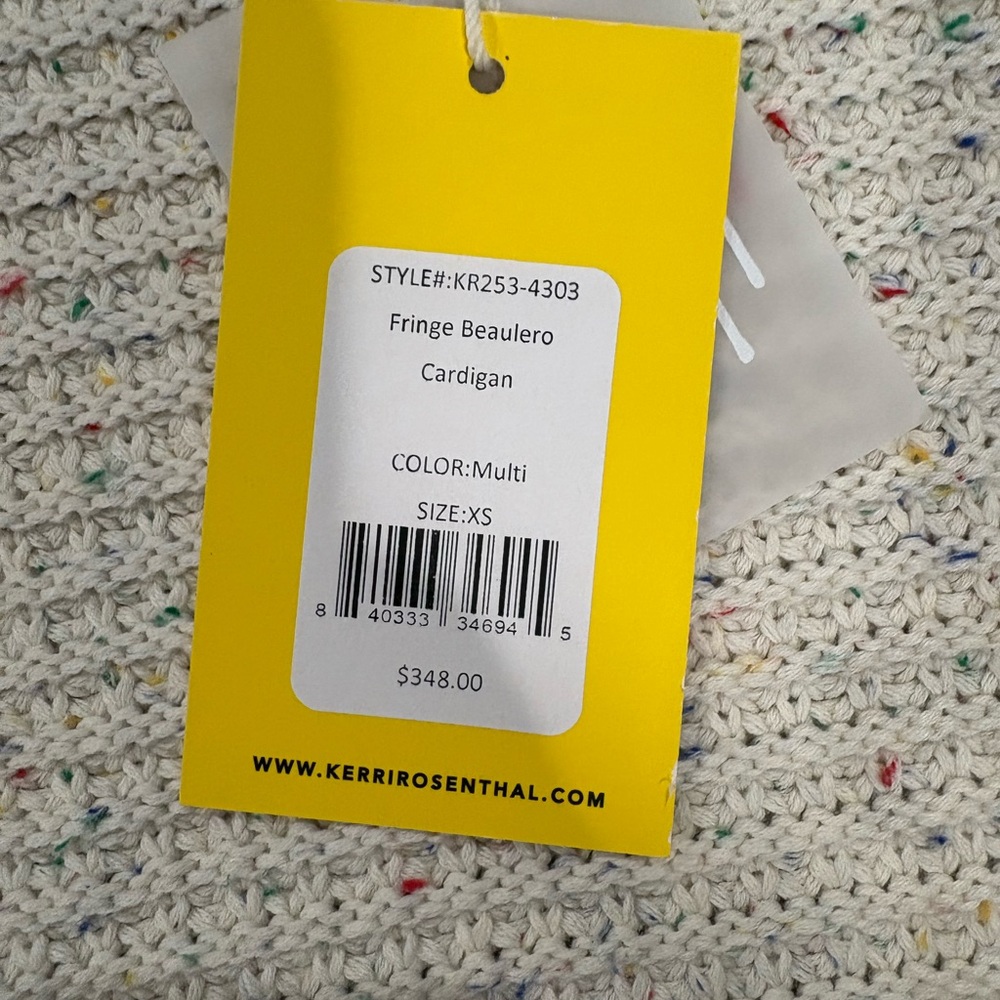 STYLE#:KR253-4303
Fringe Beaulero
Cardigan
COLOR:Multi
SIZE:XS
8 40333 34694 5
$348.00
WWW.KERRIROSENTHAL.COM